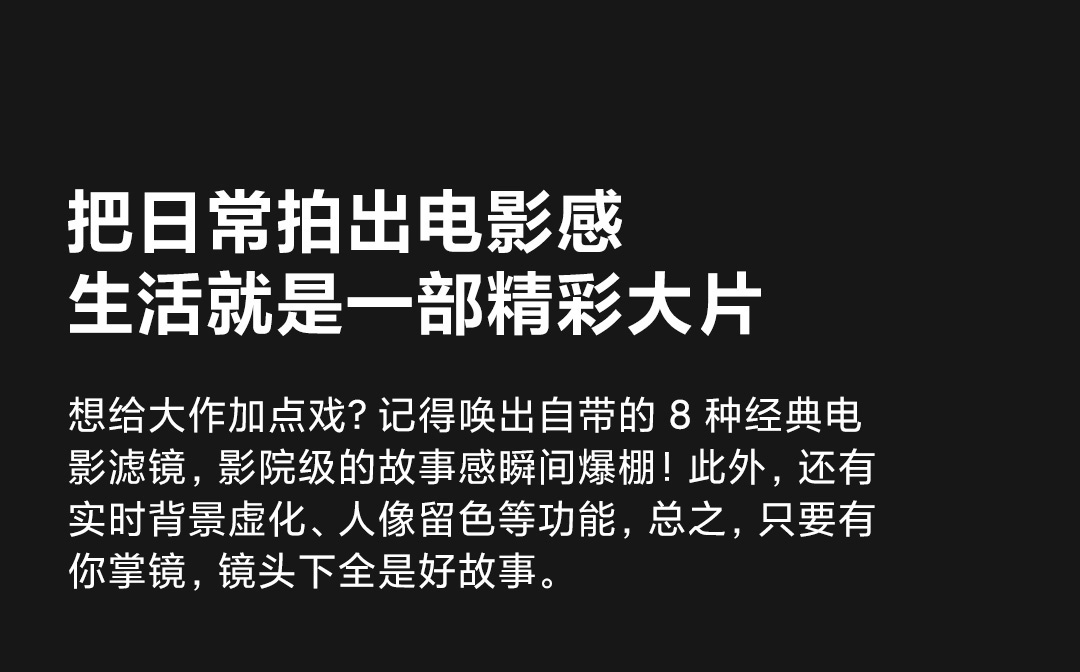 把日常拍出电影感
生活就是一部精彩大片
想给大作加点戏？记得唤出自带的 8 种经典电
影滤镜，影院级的故事感瞬间爆棚！此外，还有
实时背景虚化、人像留色等功能，总之，只要有
你掌镜，镜头下全是好故事。